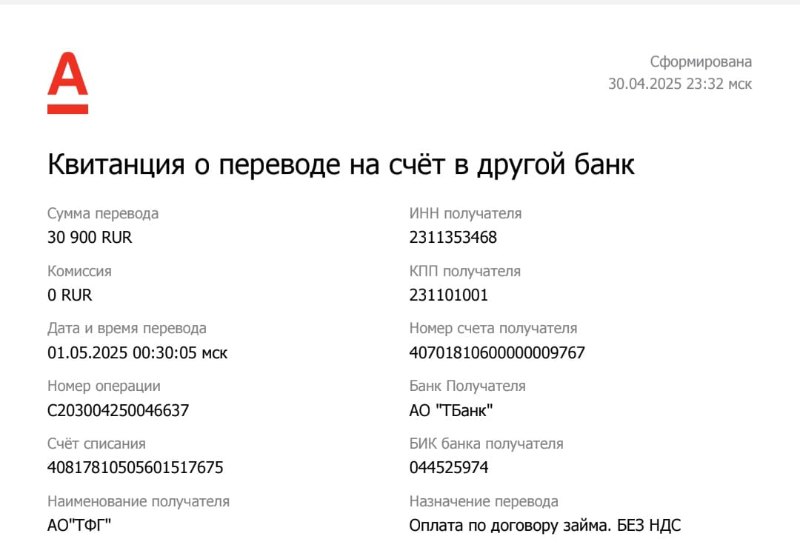 А
Сформирована
30.04.2025 23:32 мск
Квитанция о переводе на счёт в другой банк
Сумма перевода
30 900 RUR
Комиссия
0 RUR
Дата и время перевода
01.05.2025 00:30:05 мск
Номер операции
C203004250046637
Счёт списания
40817810505601517675
Наименование получателя
АО"ТФГ"
ИНН получателя
2311353468
КПП получателя
231101001
Номер счета получателя
40701810600000009767
Банк Получателя
АО "ТБанк"
БИК банка получателя
044525974
Назначение перевода
Оплата по договору займа. БЕЗ НДС